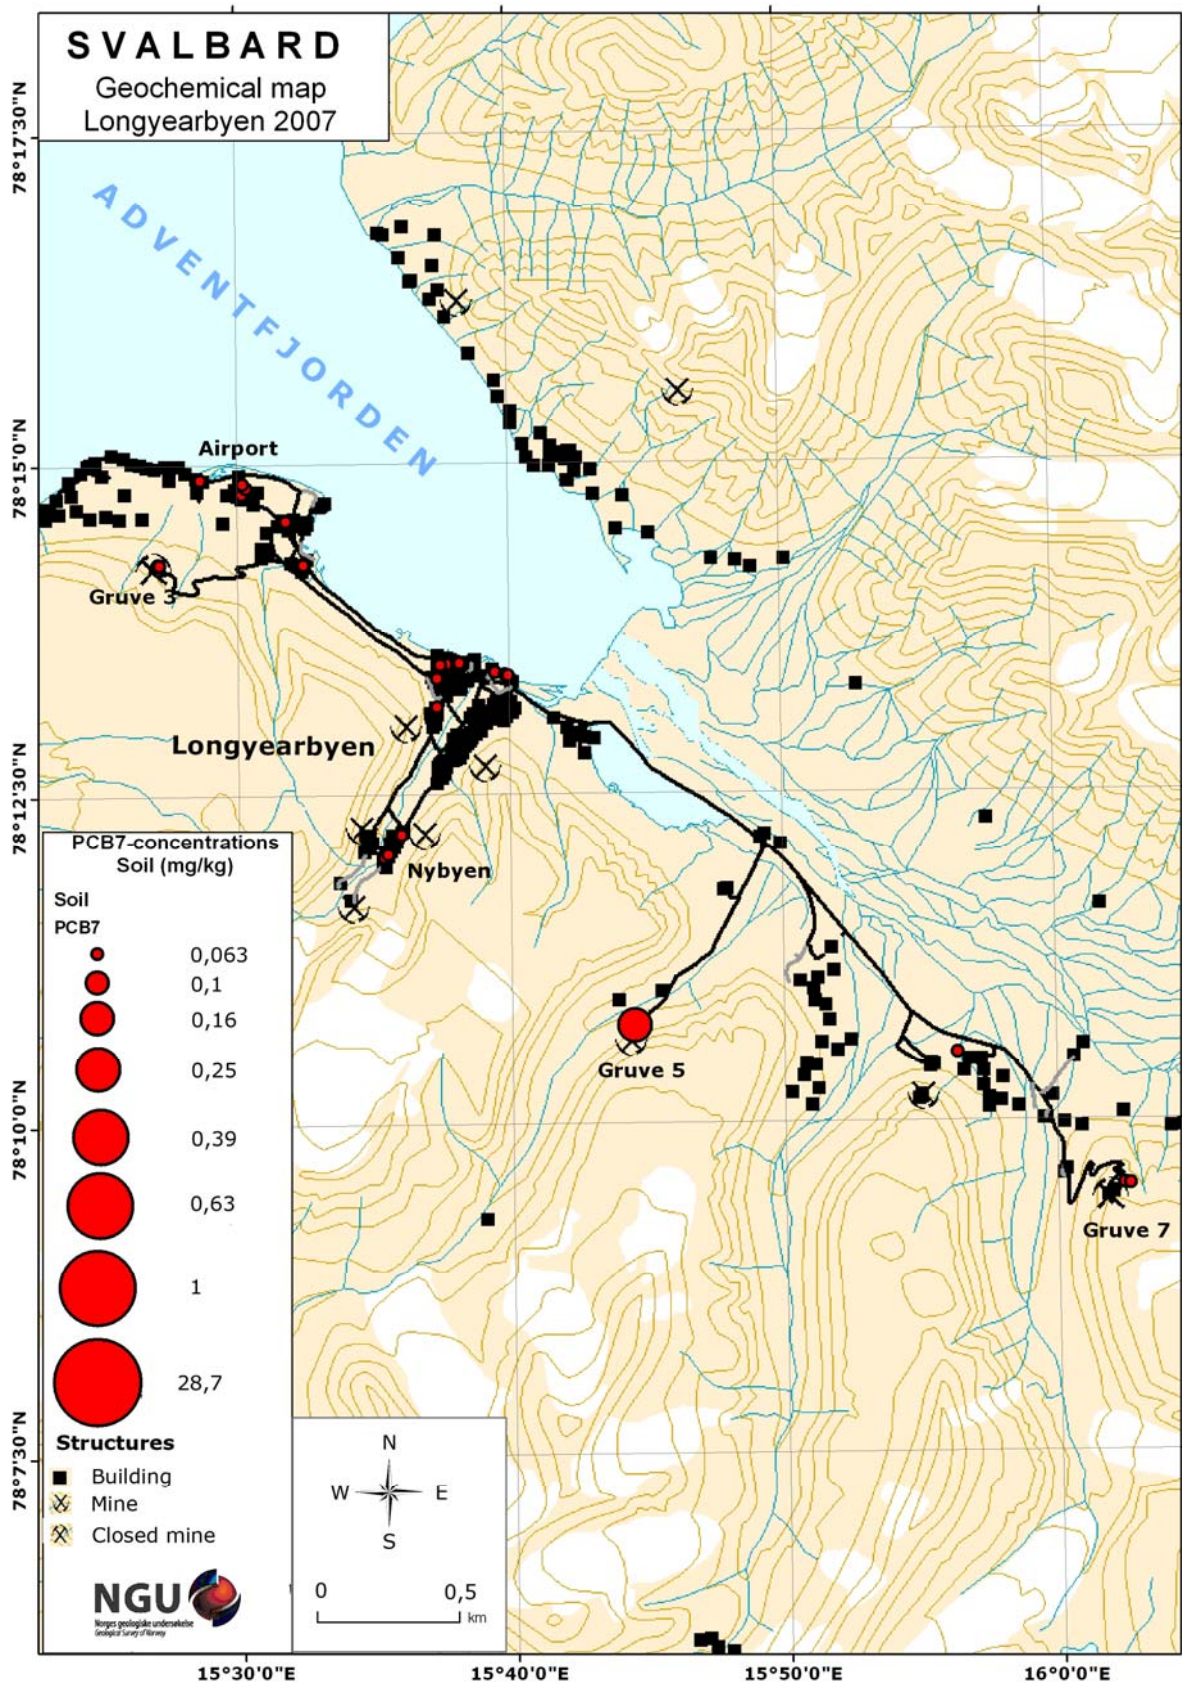 SVALBARD
Geochemical map
Longyearbyen 2007
78°17'30"N
ADVENTFJORDEN
Airport
78°15'0"N
Gruve 3
Longyearbyen
78°12'30"N
Nybyen
Gruve 5
78°10'0"N
Gruve 7
78°7'30"N
PCB7-concentrations
Soil (mg/kg)
Soil
PCB7
0,063
0,1
0,16
0,25
0,39
0,63
1
28,7
Structures
Building
Mine
Closed mine
NGU
Norges geologiske undersøkelse
Geological Survey of Norway
N
W E
S
0 0,5
km
15°30'0"E 15°40'0"E 15°50'0"E 16°0'0"E